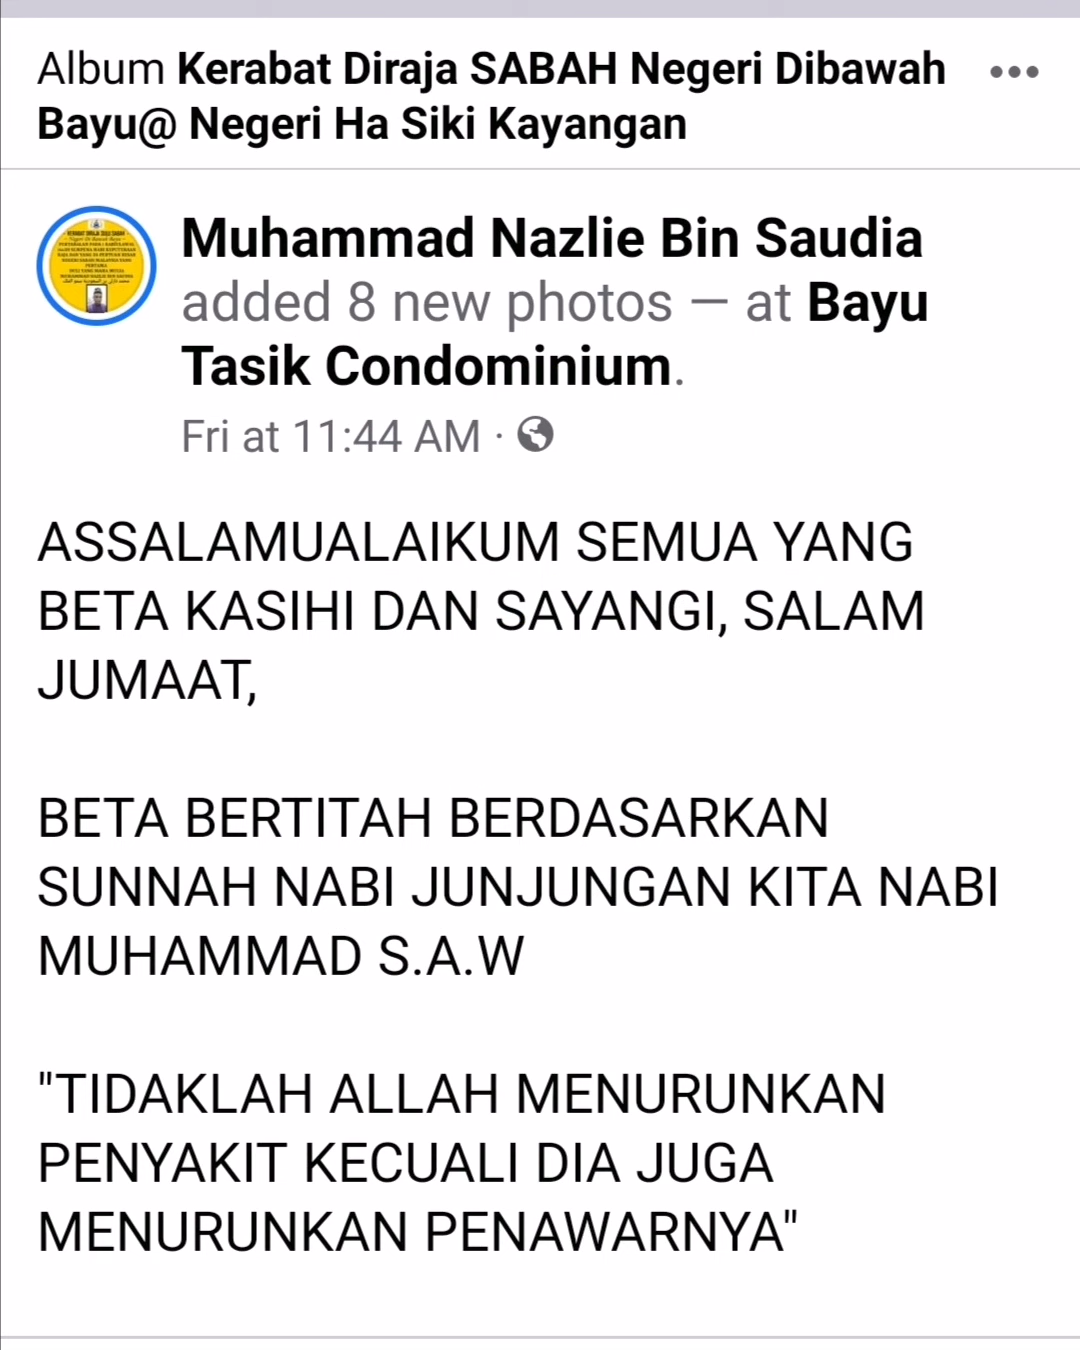 Album Kerabat Diraja SABAH Negeri Dibawah
Bayu@ Negeri Ha Siki Kayangan
Muhammad Nazlie Bin Saudia
added 8 new photos — at Bayu
Tasik Condominium.
Fri at 11:44 AM ·
ASSALAMUALAIKUM SEMUA YANG
BETA KASIHI DAN SAYANGI, SALAM
JUMAAT,
BETA BERTITAH BERDASARKAN
SUNNAH NABI JUNJUNGAN KITA NABI
MUHAMMAD S.A.W
"TIDAKLAH ALLAH MENURUNKAN
PENYAKIT KECUALI DIA JUGA
MENURUNKAN PENAWARNYA"